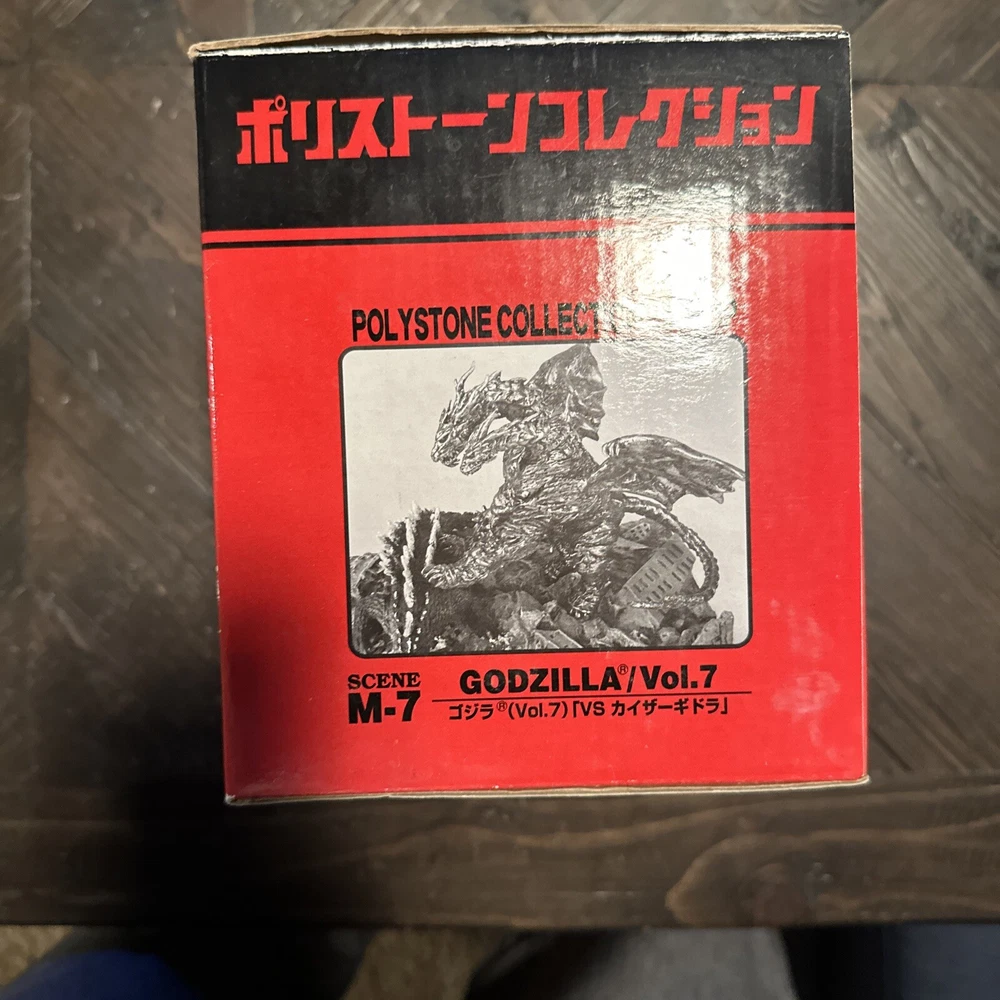 ポリストーンコレクション
POLYSTONE COLLECT
SCENE
M-7
GODZILLA®/Vol.7
ゴジラ®(Vol.7)「VS カイザーギドラ」